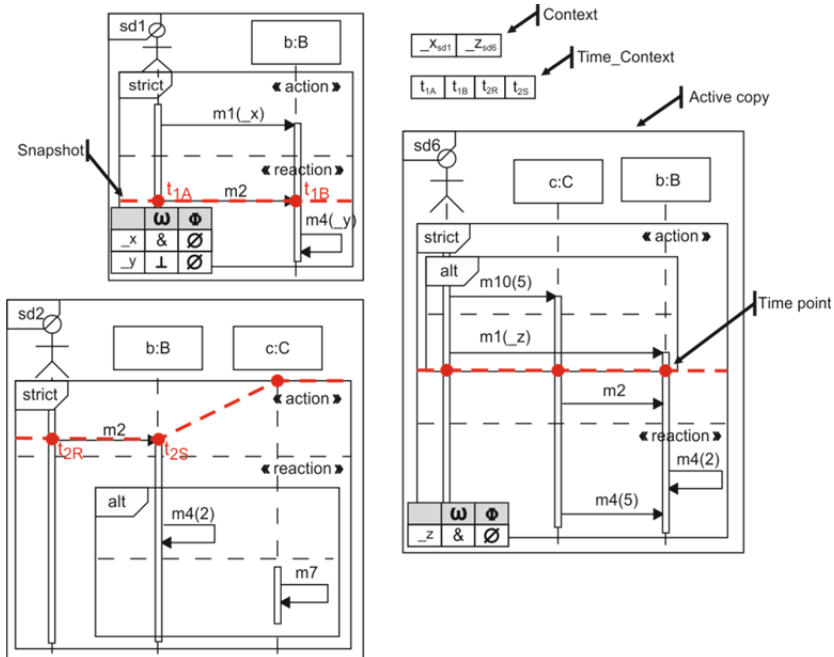 sd1
b:B
strict
« action »
m1(_x)
« reaction »
Snapshot
t1A
m2
t1B
m4(_y)
ω Φ
_x & Ø
_y ⊥ Ø
Context
_xsd1 _zsd6
Time_Context
t1A t1B t2R t2S
Active copy
sd6
c:C
b:B
strict
« action »
alt
m10(5)
m1(_z)
Time point
m2
« reaction »
m4(2)
m4(5)
ω Φ
_z & Ø
sd2
b:B
c:C
strict
« action »
m2
t2R
t2S
« reaction »
alt
m4(2)
m7